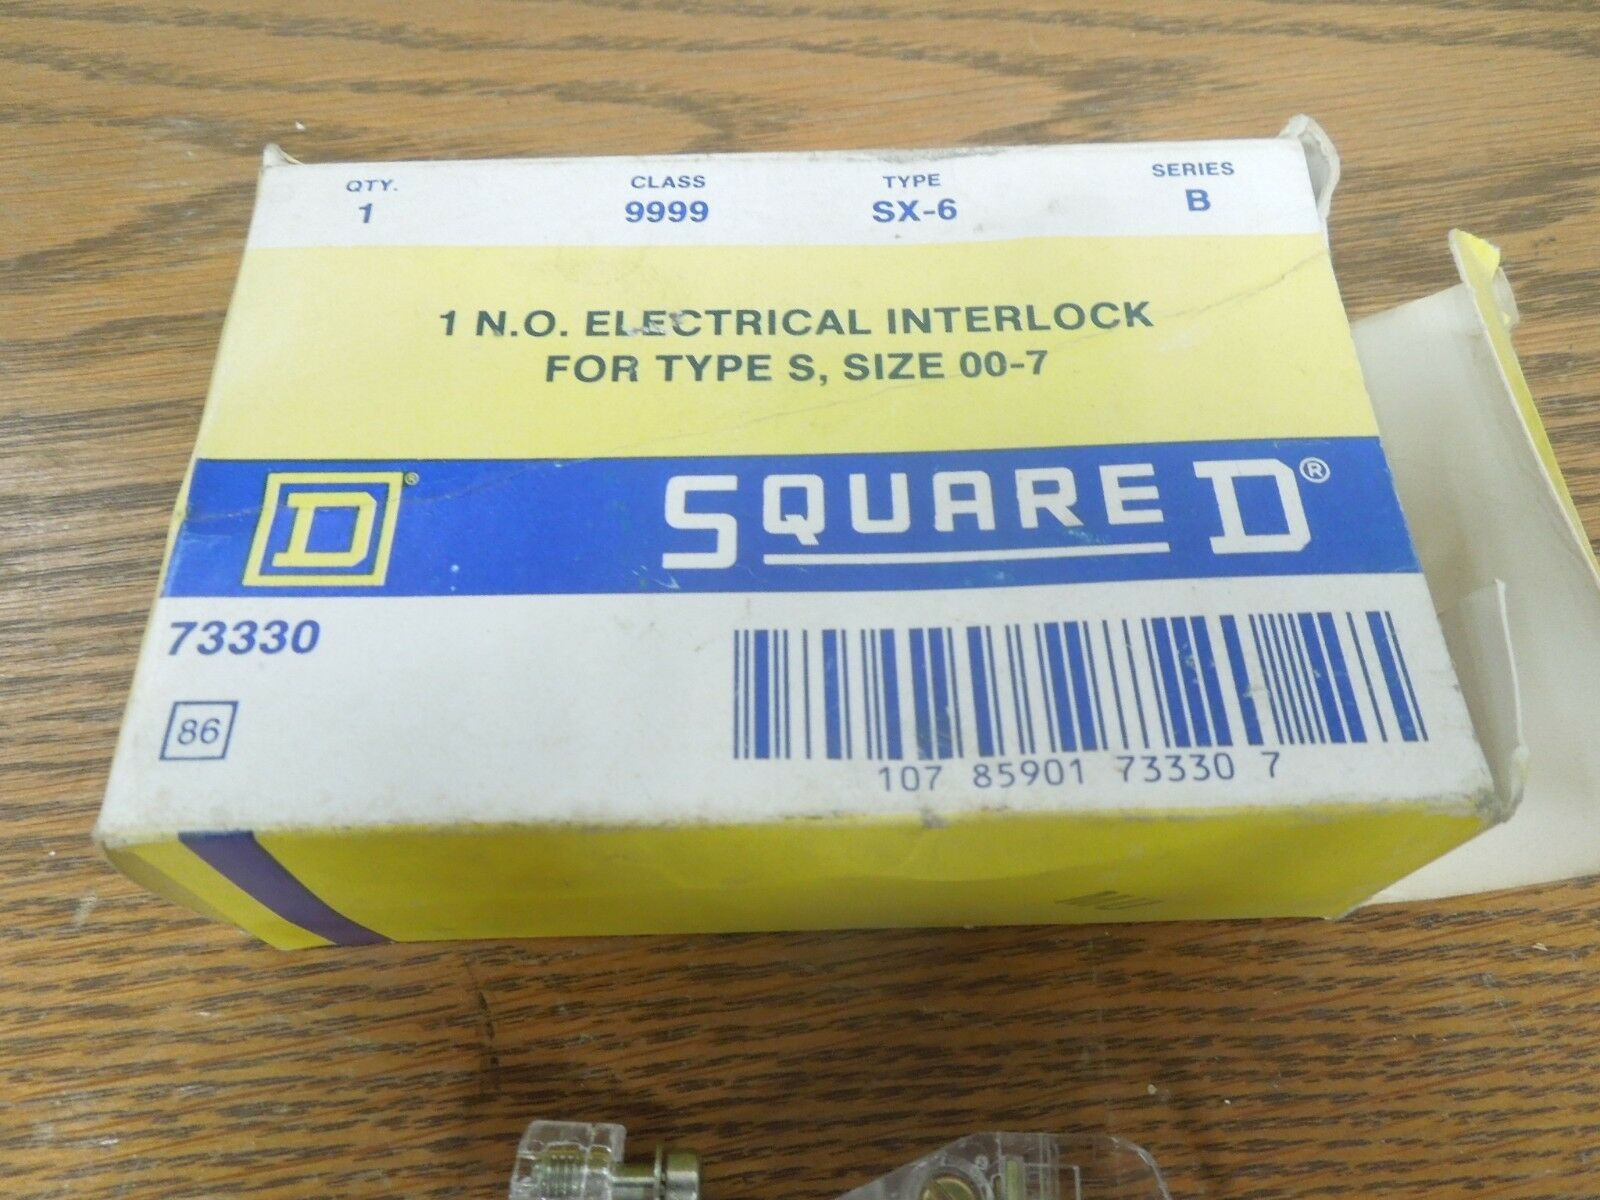 QTY. CLASS TYPE SERIES
1 9999 SX-6 B
1 N.O. ELECTRICAL INTERLOCK
FOR TYPE S, SIZE 00-7
D® SQUARE D®
73330
86
107 85901 73330 7